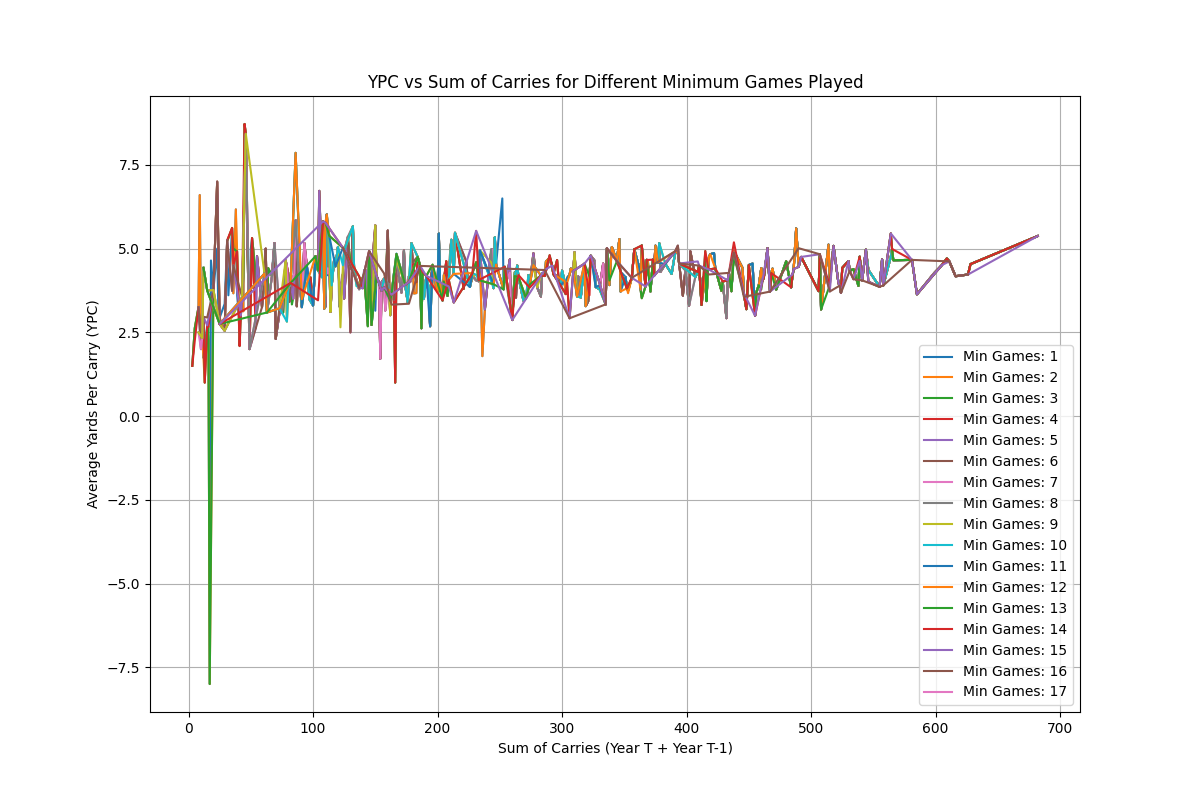 YPC vs Sum of Carries for Different Minimum Games Played
7.5
5.0
2.5
0.0
−2.5
−5.0
−7.5
Average Yards Per Carry (YPC)
Min Games: 1
Min Games: 2
Min Games: 3
Min Games: 4
Min Games: 5
Min Games: 6
Min Games: 7
Min Games: 8
Min Games: 9
Min Games: 10
Min Games: 11
Min Games: 12
Min Games: 13
Min Games: 14
Min Games: 15
Min Games: 16
Min Games: 17
0 100 200 300 400 500 600 700
Sum of Carries (Year T + Year T-1)